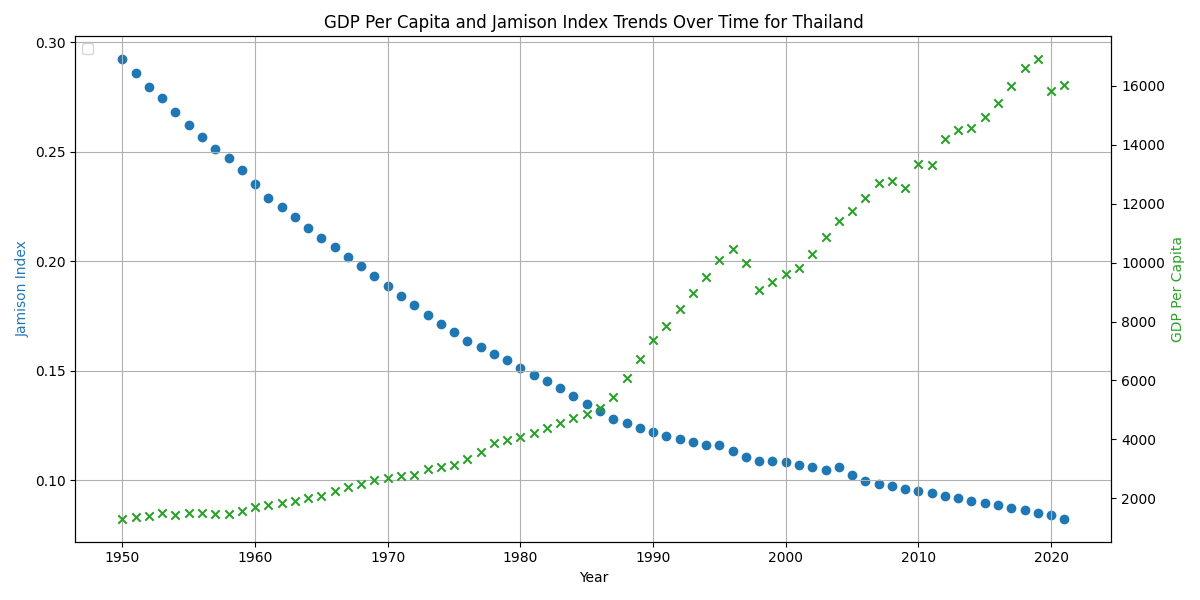 GDP Per Capita and Jamison Index Trends Over Time for Thailand
0.30
0.25
0.20
0.15
0.10
Jamison Index
16000
14000
12000
10000
8000
6000
4000
2000
GDP Per Capita
1950 1960 1970 1980 1990 2000 2010 2020
Year